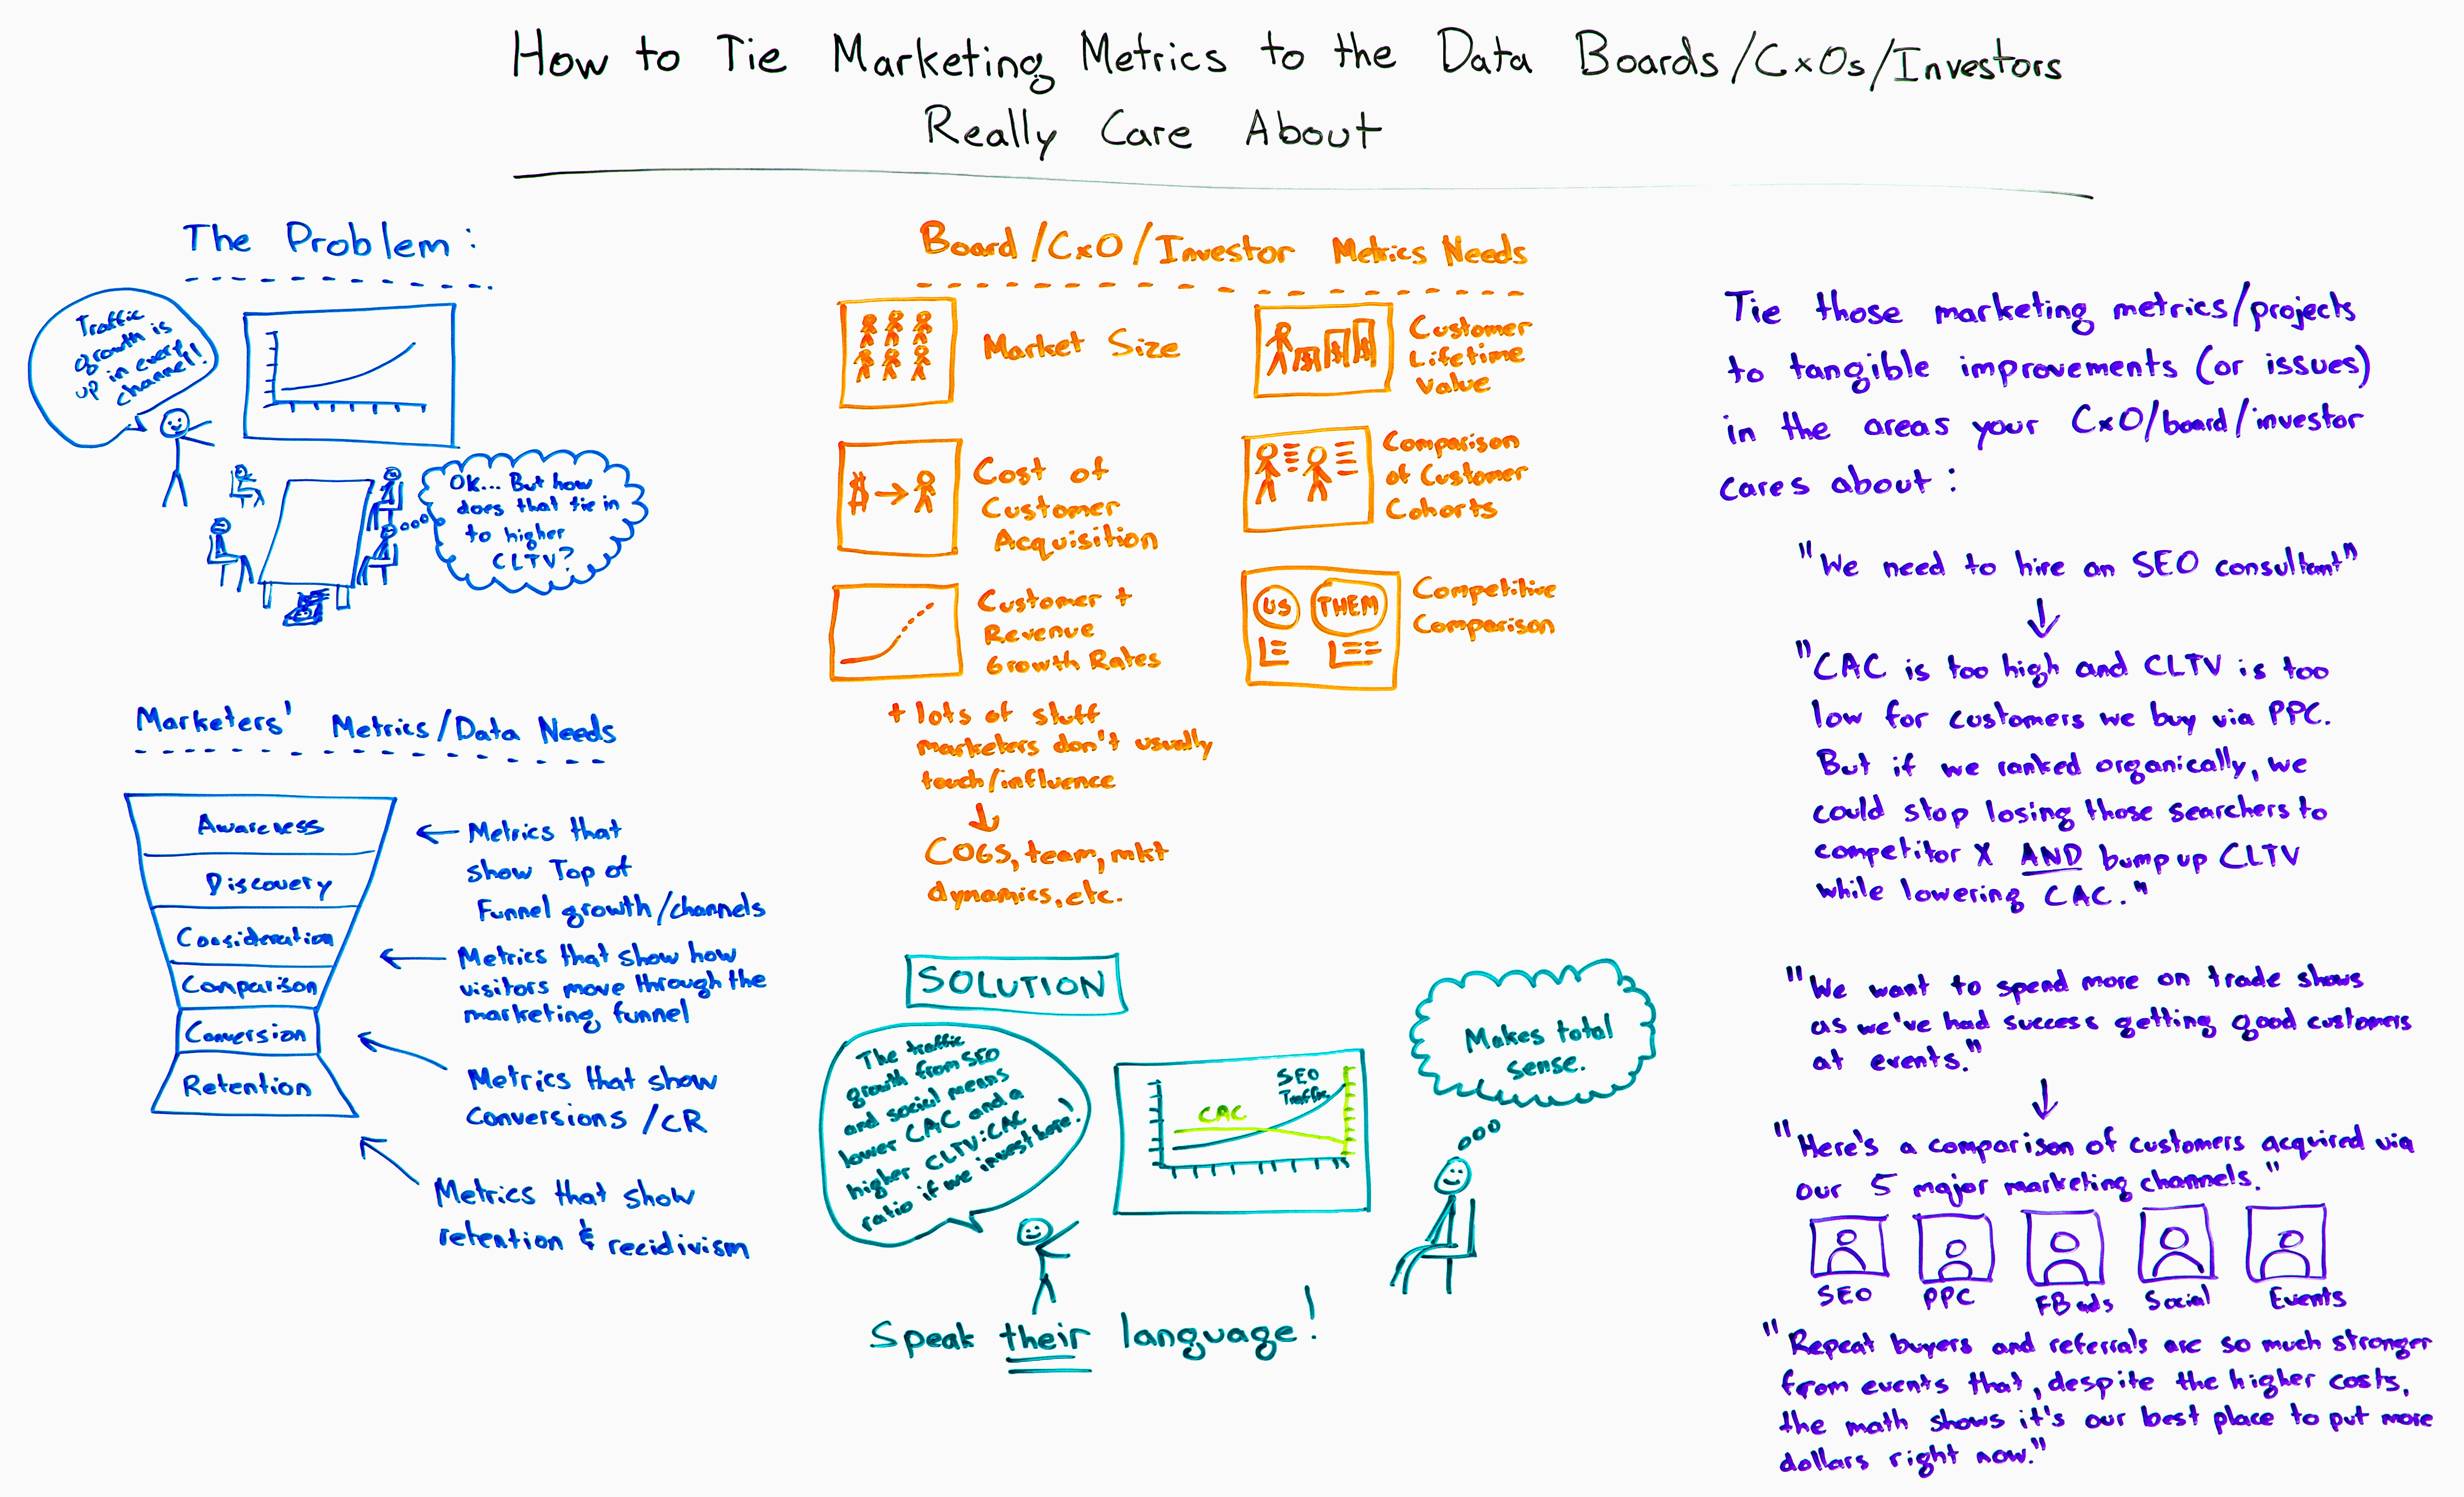 How to Tie Marketing Metrics to the Data Boards/CxOs/Investors
Really Care About
The Problem:
Traffic
growth is
up in every
channel!!
Ok... But how
does that tie in
to higher
CLTV?
Marketers' Metrics/Data Needs
Awareness
Discovery
Consideration
Comparison
Conversion
Retention
Metrics that
show Top of
Funnel growth/channels
Metrics that show how
visitors move through the
marketing funnel
Metrics that show
conversions/CR
Metrics that show
retention & recidivism
Board/CxO/Investor Metrics Needs
Market Size
Customer
Lifetime
Value
$
Cost of
Customer
Acquisition
Comparison
of Customer
Cohorts
Customer +
Revenue
Growth Rates
US
THEM
Competitive
Comparison
+ lots of stuff
marketers don't usually
touch/influence
COGS, team, mkt
dynamics, etc.
SOLUTION
The traffic
growth from SEO
and social means
lower CAC and a
higher CLTV:CAC
ratio if we invest here!
SEO
Traffic
CAC
Makes total
sense.
Speak their language!
Tie those marketing metrics/projects
to tangible improvements (or issues)
in the areas your CxO/board/investor
cares about:
"We need to hire an SEO consultant"
"CAC is too high and CLTV is too
low for customers we buy via PPC.
But if we ranked organically, we
could stop losing those searchers to
competitor X AND bump up CLTV
while lowering CAC."
"We want to spend more on trade shows
as we've had success getting good customers
at events."
"Here's a comparison of customers acquired via
our 5 major marketing channels."
SEO
PPC
FB ads
Social
Events
"Repeat buyers and referrals are so much stronger
from events that, despite the higher costs,
the math shows it's our best place to put more
dollars right now."